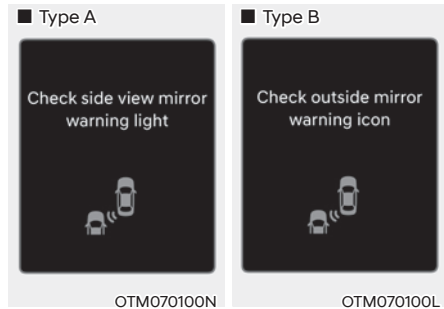 ■ Type A
Check side view mirror
warning light
OTM070100N
■ Type B
Check outside mirror
warning icon
OTM070100L